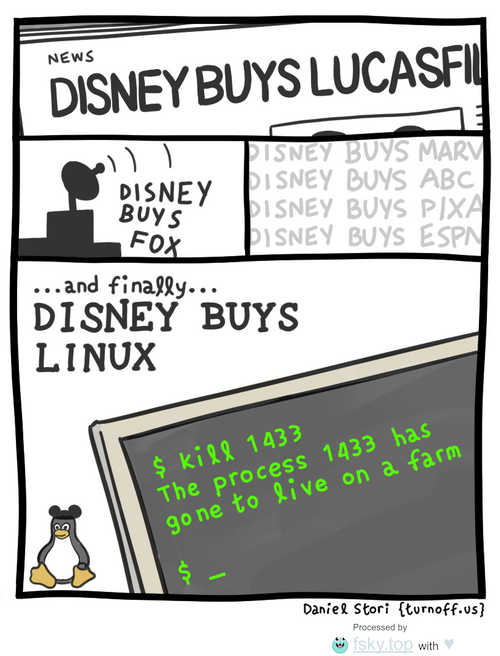 NEWS
DISNEY BUYS LUCASFIL
DISNEY
BUYS
FOX
DISNEY BUYS MARV
DISNEY BUYS ABC
DISNEY BUYS PIXA
DISNEY BUYS ESPN
...and finally...
DISNEY BUYS
LINUX
$ kill 1433
The process 1433 has
gone to live on a farm
$ _
Daniel Stori {turnoff.us}
Processed by
fsky.top with ♥